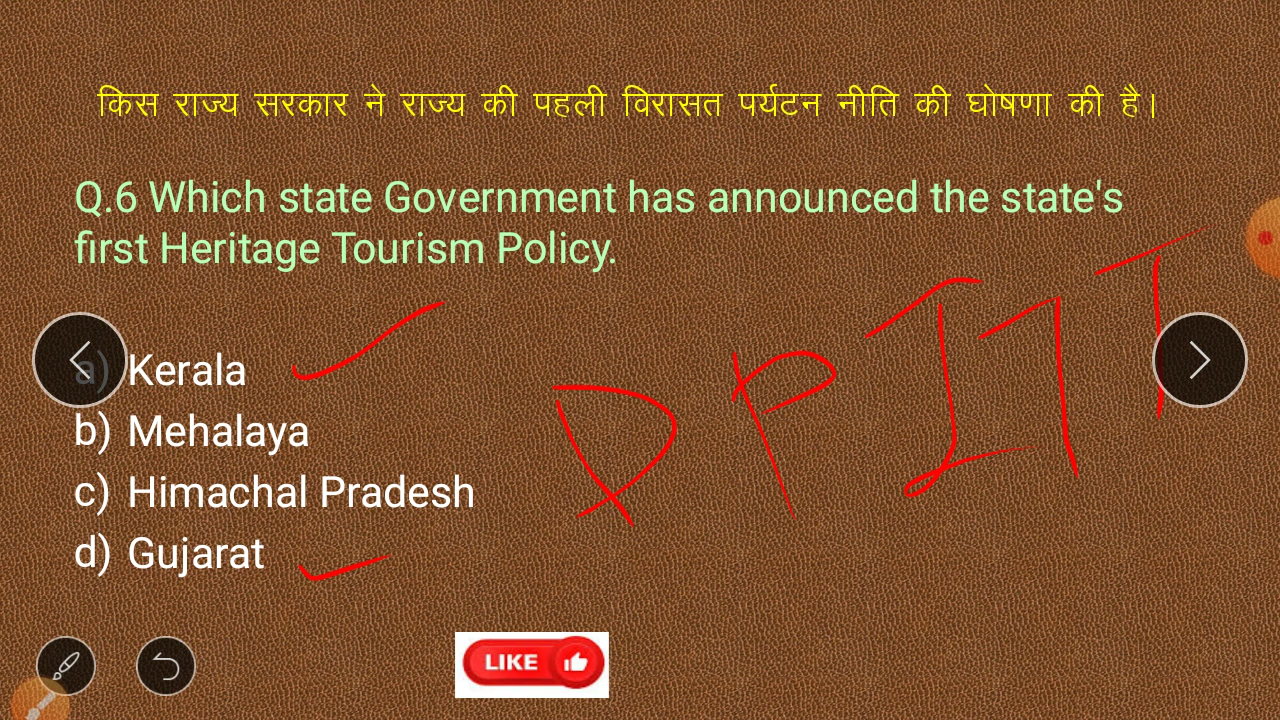 किस राज्य सरकार ने राज्य की पहली विरासत पर्यटन नीति की घोषणा की है।
Q.6 Which state Government has announced the state's
first Heritage Tourism Policy.
a) Kerala
b) Mehalaya
DPIIT
c) Himachal Pradesh
d) Gujarat
LIKE